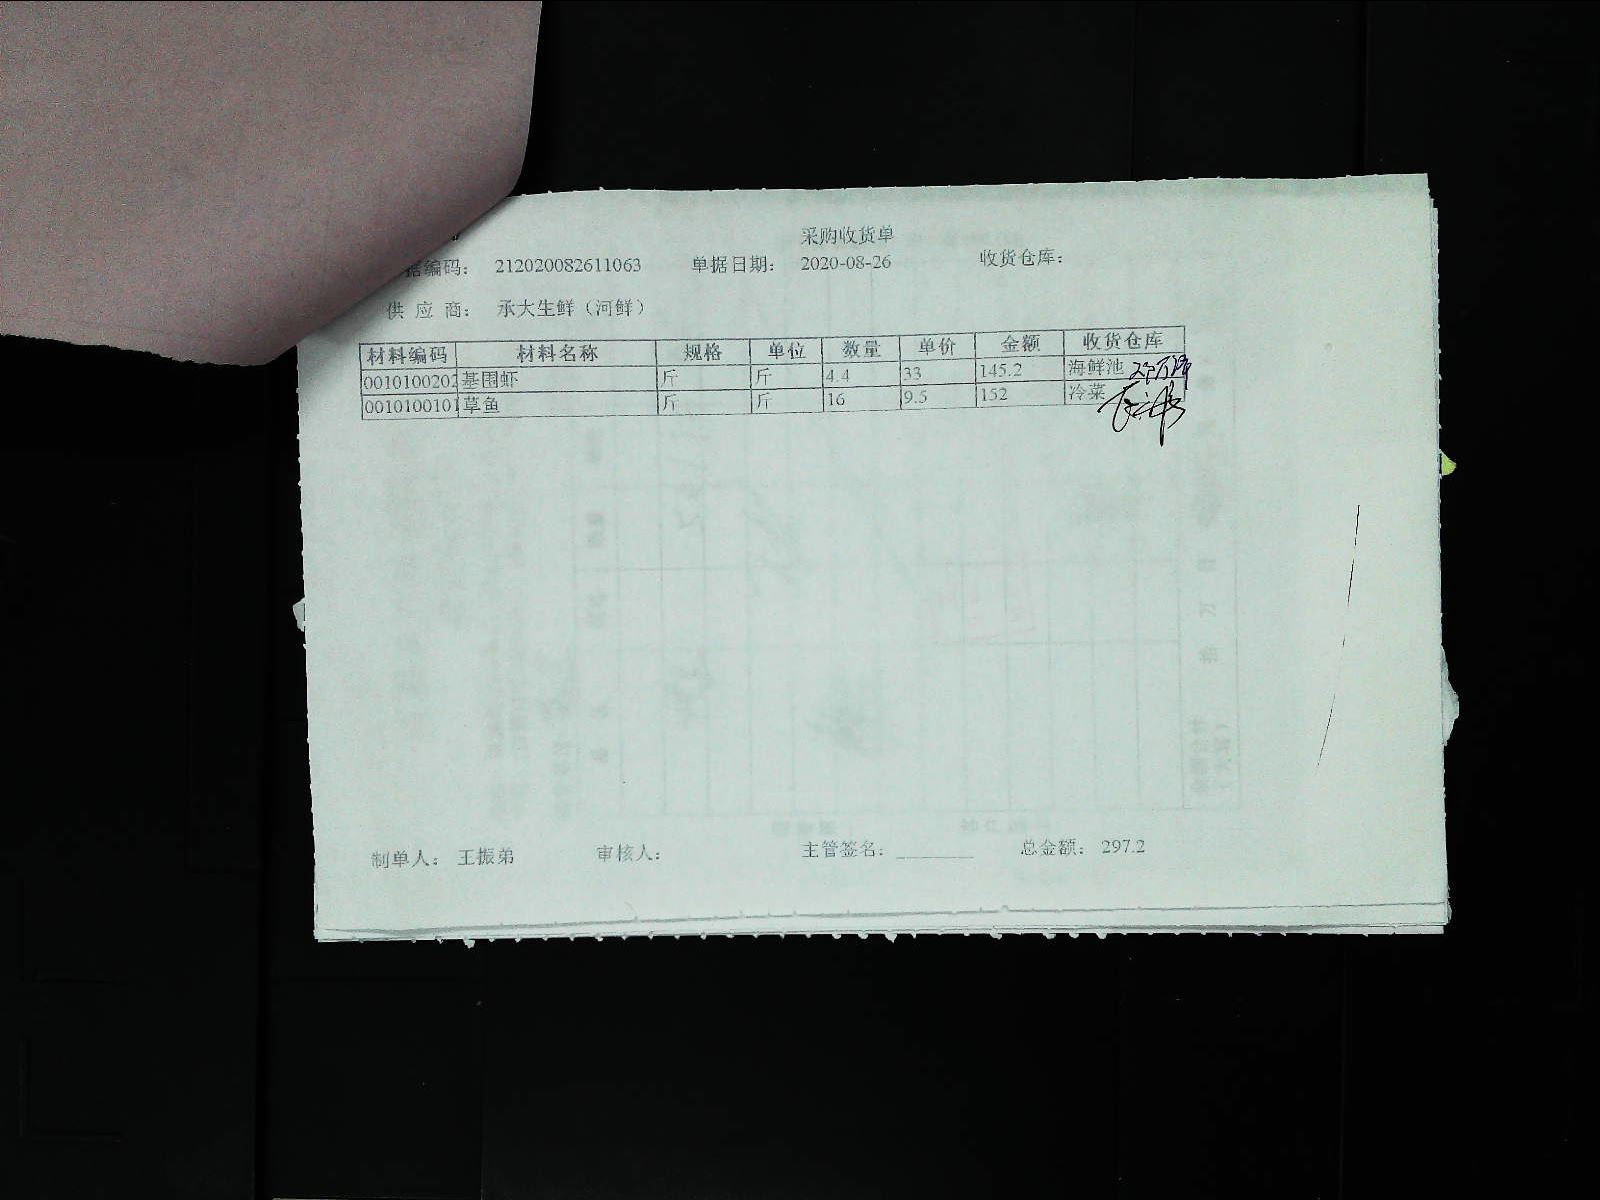 采购收货单
据编码： 212020082611063 单据日期： 2020-08-26 收货仓库：
供 应 商： 承大生鲜（河鲜）
材料编码 材料名称 规格 单位 数量 单价 金额 收货仓库
0010100202 基围虾 斤 斤 4.4 33 145.2 海鲜池
0010100101 草鱼 斤 斤 16 9.5 152 冷菜
制单人： 王振弟 审核人： 主管签名： ________ 总金额： 297.2